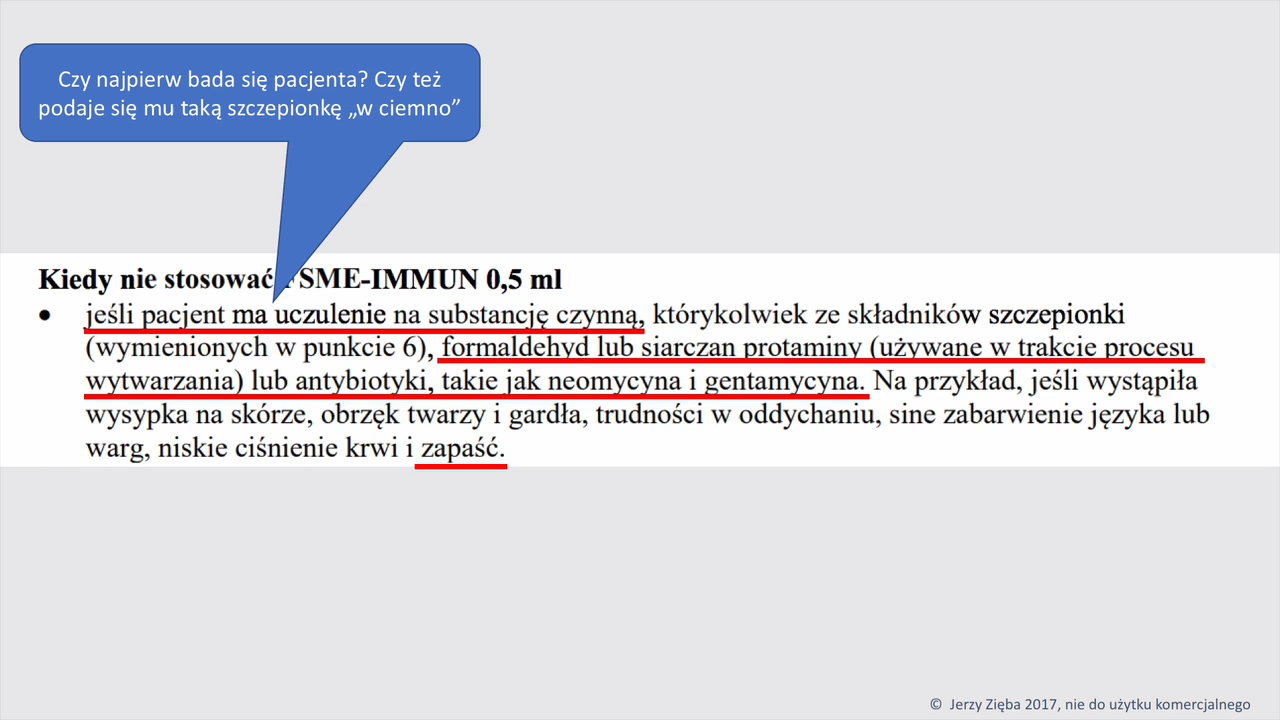 Czy najpierw bada się pacjenta? Czy też
podaje się mu taką szczepionkę „w ciemno”
Kiedy nie stosować FSME-IMMUN 0,5 ml
• jeśli pacjent ma uczulenie na substancję czynną, którykolwiek ze składników szczepionki
(wymienionych w punkcie 6), formaldehyd lub siarczan protaminy (używane w trakcie procesu
wytwarzania) lub antybiotyki, takie jak neomycyna i gentamycyna. Na przykład, jeśli wystąpiła
wysypka na skórze, obrzęk twarzy i gardła, trudności w oddychaniu, sine zabarwienie języka lub
warg, niskie ciśnienie krwi i zapaść.
© Jerzy Zięba 2017, nie do użytku komercjalnego